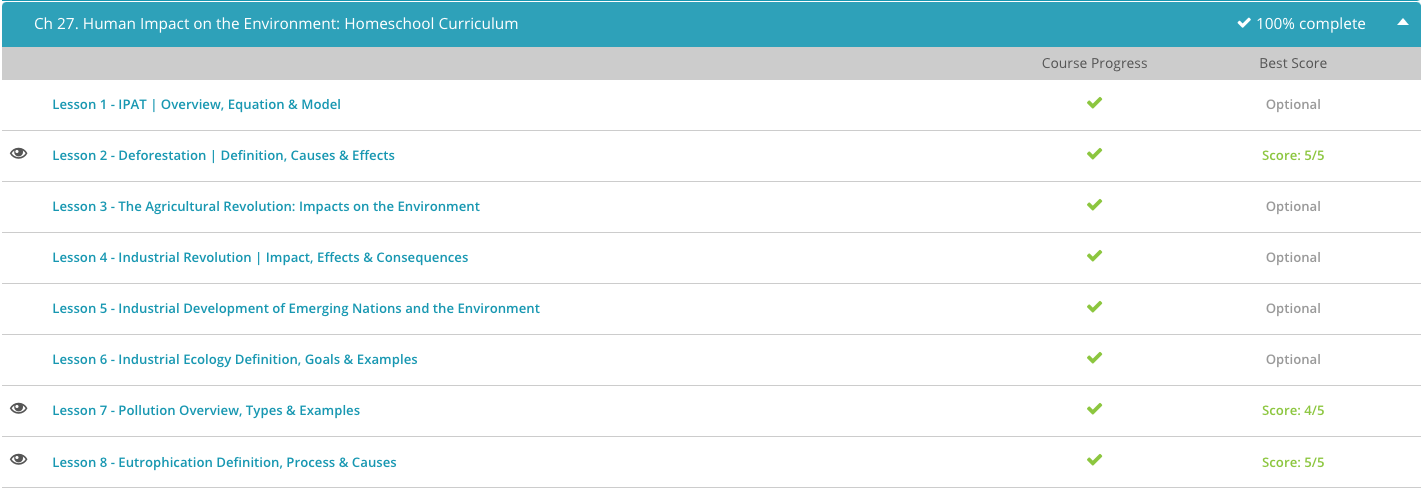 Ch 27. Human Impact on the Environment: Homeschool Curriculum 100% complete
Course Progress Best Score
Lesson 1 - IPAT | Overview, Equation & Model Optional
Lesson 2 - Deforestation | Definition, Causes & Effects Score: 5/5
Lesson 3 - The Agricultural Revolution: Impacts on the Environment Optional
Lesson 4 - Industrial Revolution | Impact, Effects & Consequences Optional
Lesson 5 - Industrial Development of Emerging Nations and the Environment Optional
Lesson 6 - Industrial Ecology Definition, Goals & Examples Optional
Lesson 7 - Pollution Overview, Types & Examples Score: 4/5
Lesson 8 - Eutrophication Definition, Process & Causes Score: 5/5